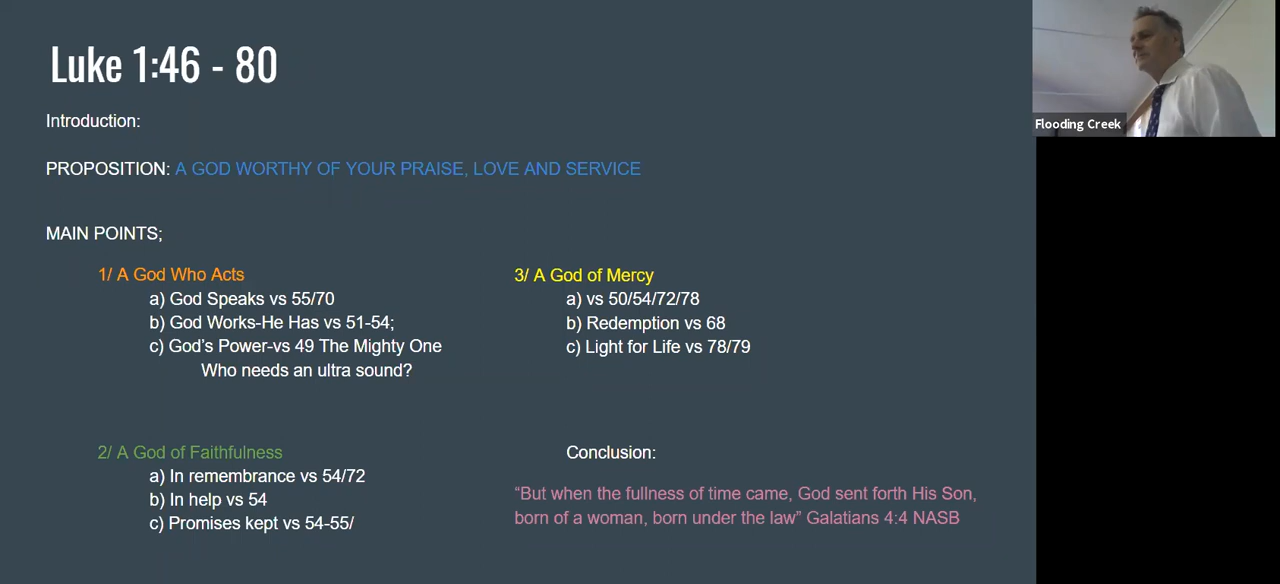 Luke 1:46 - 80
Introduction:
PROPOSITION: A GOD WORTHY OF YOUR PRAISE, LOVE AND SERVICE
MAIN POINTS;
1/ A God Who Acts
a) God Speaks vs 55/70
b) God Works-He Has vs 51-54;
c) God’s Power-vs 49 The Mighty One
Who needs an ultra sound?
2/ A God of Faithfulness
a) In remembrance vs 54/72
b) In help vs 54
c) Promises kept vs 54-55/
3/ A God of Mercy
a) vs 50/54/72/78
b) Redemption vs 68
c) Light for Life vs 78/79
Conclusion:
“But when the fullness of time came, God sent forth His Son,
born of a woman, born under the law” Galatians 4:4 NASB
Flooding Creek